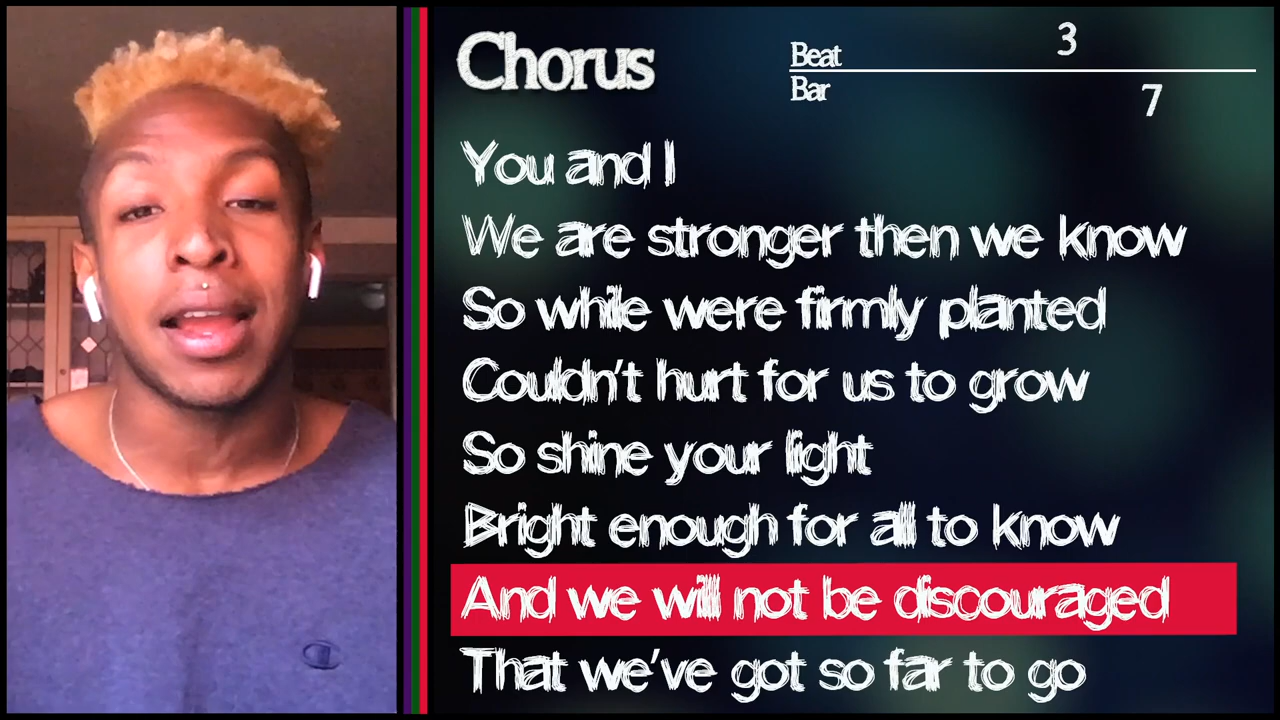 Chorus
Beat 3
Bar 7
You and I
We are stronger then we know
So while were firmly planted
Couldn't hurt for us to grow
So shine your light
Bright enough for all to know
And we will not be discouraged
That we've got so far to go